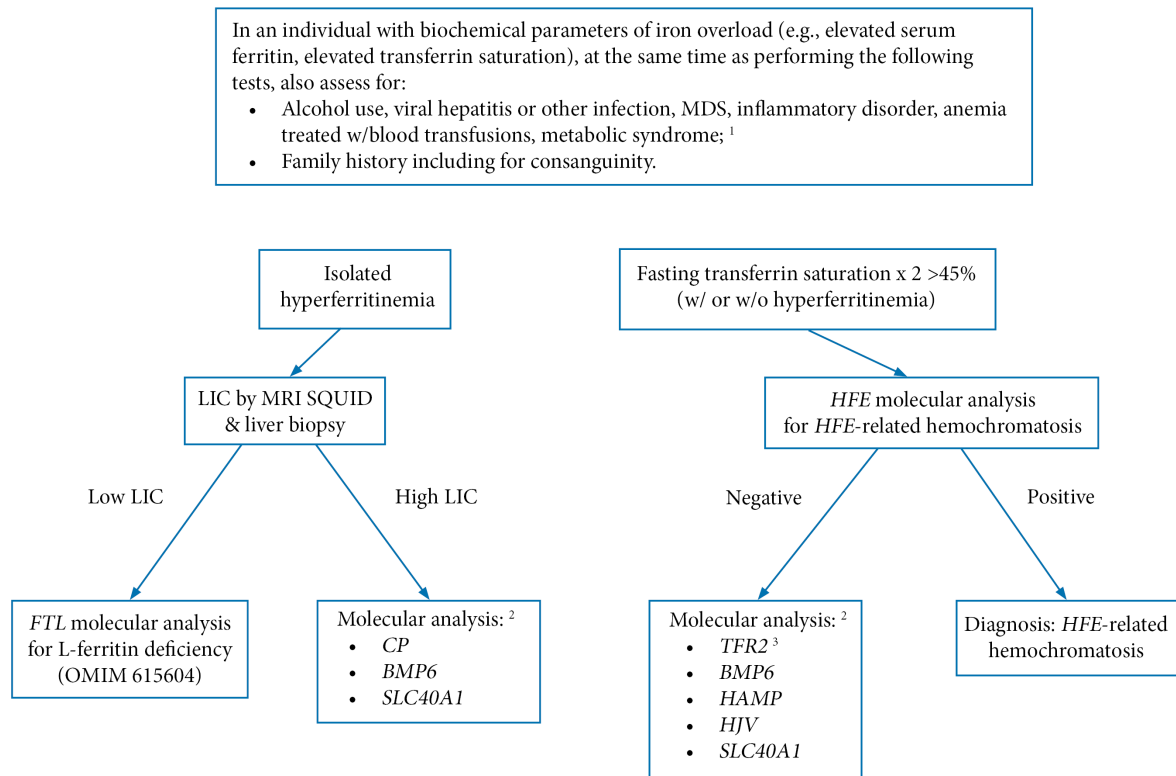 In an individual with biochemical parameters of iron overload (e.g., elevated serum
ferritin, elevated transferrin saturation), at the same time as performing the following
tests, also assess for:
• Alcohol use, viral hepatitis or other infection, MDS, inflammatory disorder, anemia
treated w/blood transfusions, metabolic syndrome; 1
• Family history including for consanguinity.
Isolated
hyperferritinemia
Fasting transferrin saturation x 2 >45%
(w/ or w/o hyperferritinemia)
LIC by MRI SQUID
& liver biopsy
HFE molecular analysis
for HFE-related hemochromatosis
Low LIC
High LIC
Negative
Positive
FTL molecular analysis
for L-ferritin deficiency
(OMIM 615604)
Molecular analysis: 2
• CP
• BMP6
• SLC40A1
Molecular analysis: 2
• TFR2 3
• BMP6
• HAMP
• HJV
• SLC40A1
Diagnosis: HFE-related
hemochromatosis